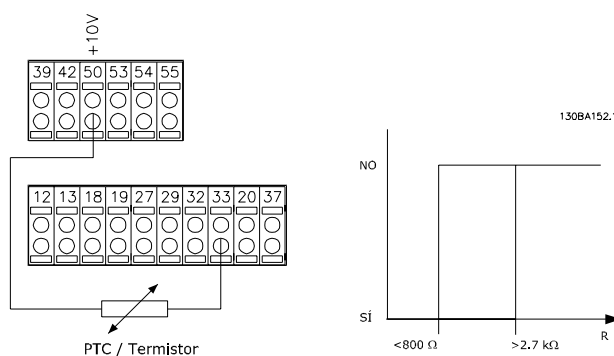 +10V
39 42 50 53 54 55
130BA152.1
NO
12 13 18 19 27 29 32 33 20 37
SÍ
<800 Ω >2.7 kΩ R
PTC / Termistor